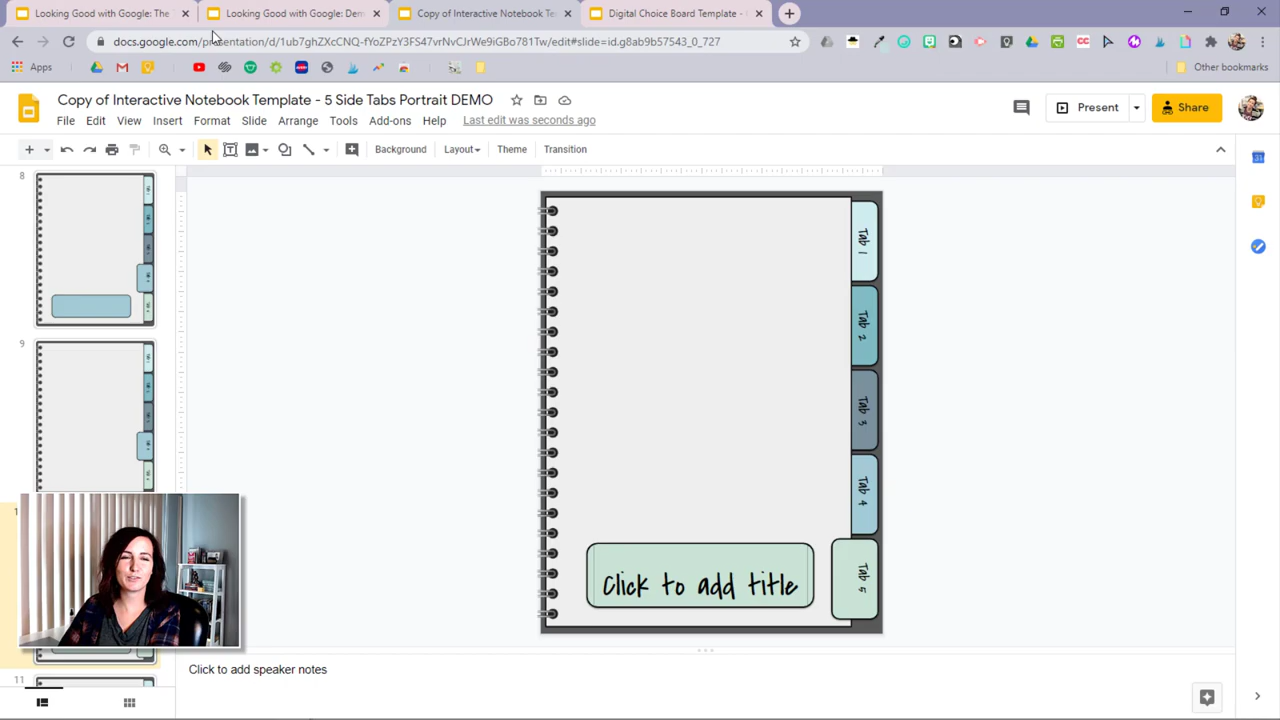 Looking Good with Google: The
Looking Good with Google: Dem
Copy of Interactive Notebook Te
Digital Choice Board Template -
docs.google.com/presentation/d/1ub7ghZXcCNQ-fYoZPzY3FS47vrNvCJrWe9iGBo781Tw/edit#slide=id.g8ab9b57543_0_727
Apps
Other bookmarks
Copy of Interactive Notebook Template - 5 Side Tabs Portrait DEMO
Present
Share
File Edit View Insert Format Slide Arrange Tools Add-ons Help Last edit was seconds ago
Background Layout Theme Transition
8
9
11
Tab 1
Tab 2
Tab 3
Tab 4
Tab 5
Click to add title
Click to add speaker notes